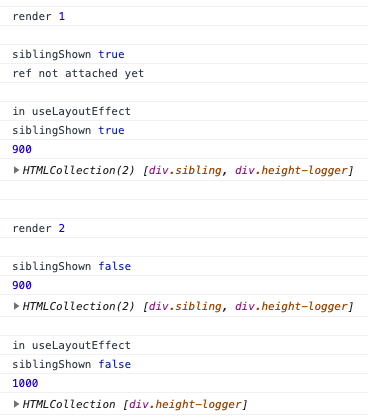 render 1
siblingShown true
ref not attached yet
in useLayoutEffect
siblingShown true
900
▶ HTMLCollection(2) [div.sibling, div.height-logger]
render 2
siblingShown false
900
▶ HTMLCollection(2) [div.sibling, div.height-logger]
in useLayoutEffect
siblingShown false
1000
▶ HTMLCollection [div.height-logger]